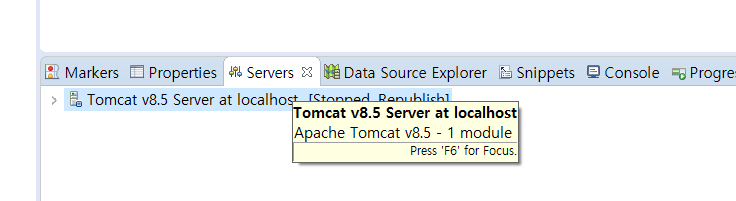 Markers Properties Servers Data Source Explorer Snippets Console Progre
Tomcat v8.5 Server at localhost [Stopped, Republish]
Tomcat v8.5 Server at localhost
Apache Tomcat v8.5 - 1 module
Press 'F6' for Focus.